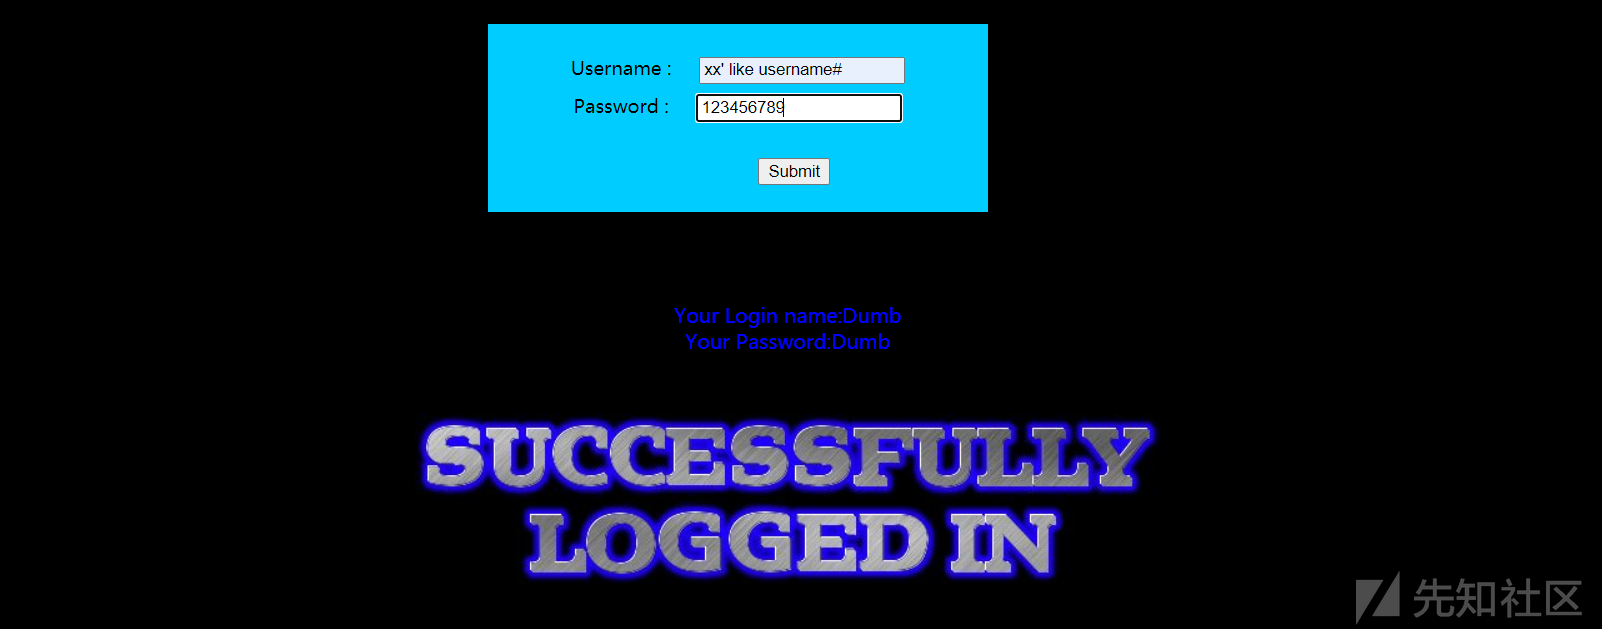 Username : xx' like username#
Password : 123456789
Submit
Your Login name:Dumb
Your Password:Dumb
SUCCESSFULLY
LOGGED IN
先知社区